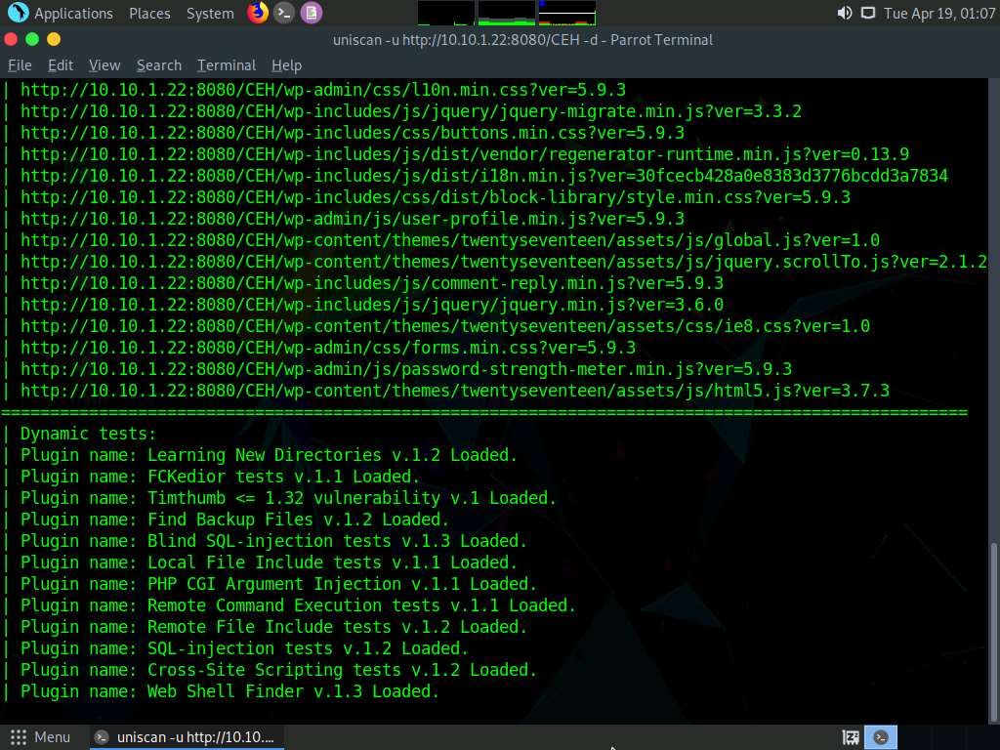 Applications Places System Tue Apr 19, 01:07
uniscan -u http://10.10.1.22:8080/CEH -d - Parrot Terminal
File Edit View Search Terminal Help
| http://10.10.1.22:8080/CEH/wp-admin/css/l10n.min.css?ver=5.9.3
| http://10.10.1.22:8080/CEH/wp-includes/js/jquery/jquery-migrate.min.js?ver=3.3.2
| http://10.10.1.22:8080/CEH/wp-includes/css/buttons.min.css?ver=5.9.3
| http://10.10.1.22:8080/CEH/wp-includes/js/dist/vendor/regenerator-runtime.min.js?ver=0.13.9
| http://10.10.1.22:8080/CEH/wp-includes/js/dist/i18n.min.js?ver=30fcecb428a0e8383d3776bcdd3a7834
| http://10.10.1.22:8080/CEH/wp-includes/css/dist/block-library/style.min.css?ver=5.9.3
| http://10.10.1.22:8080/CEH/wp-admin/js/user-profile.min.js?ver=5.9.3
| http://10.10.1.22:8080/CEH/wp-content/themes/twentyseventeen/assets/js/global.js?ver=1.0
| http://10.10.1.22:8080/CEH/wp-content/themes/twentyseventeen/assets/js/jquery.scrollTo.js?ver=2.1.2
| http://10.10.1.22:8080/CEH/wp-includes/js/comment-reply.min.js?ver=5.9.3
| http://10.10.1.22:8080/CEH/wp-includes/js/jquery/jquery.min.js?ver=3.6.0
| http://10.10.1.22:8080/CEH/wp-content/themes/twentyseventeen/assets/css/ie8.css?ver=1.0
| http://10.10.1.22:8080/CEH/wp-admin/css/forms.min.css?ver=5.9.3
| http://10.10.1.22:8080/CEH/wp-admin/js/password-strength-meter.min.js?ver=5.9.3
| http://10.10.1.22:8080/CEH/wp-content/themes/twentyseventeen/assets/js/html5.js?ver=3.7.3
===================================================================================================
| Dynamic tests:
| Plugin name: Learning New Directories v.1.2 Loaded.
| Plugin name: FCKedior tests v.1.1 Loaded.
| Plugin name: Timthumb <= 1.32 vulnerability v.1 Loaded.
| Plugin name: Find Backup Files v.1.2 Loaded.
| Plugin name: Blind SQL-injection tests v.1.3 Loaded.
| Plugin name: Local File Include tests v.1.1 Loaded.
| Plugin name: PHP CGI Argument Injection v.1.1 Loaded.
| Plugin name: Remote Command Execution tests v.1.1 Loaded.
| Plugin name: Remote File Include tests v.1.2 Loaded.
| Plugin name: SQL-injection tests v.1.2 Loaded.
| Plugin name: Cross-Site Scripting tests v.1.2 Loaded.
| Plugin name: Web Shell Finder v.1.3 Loaded.
Menu uniscan -u http://10.10....